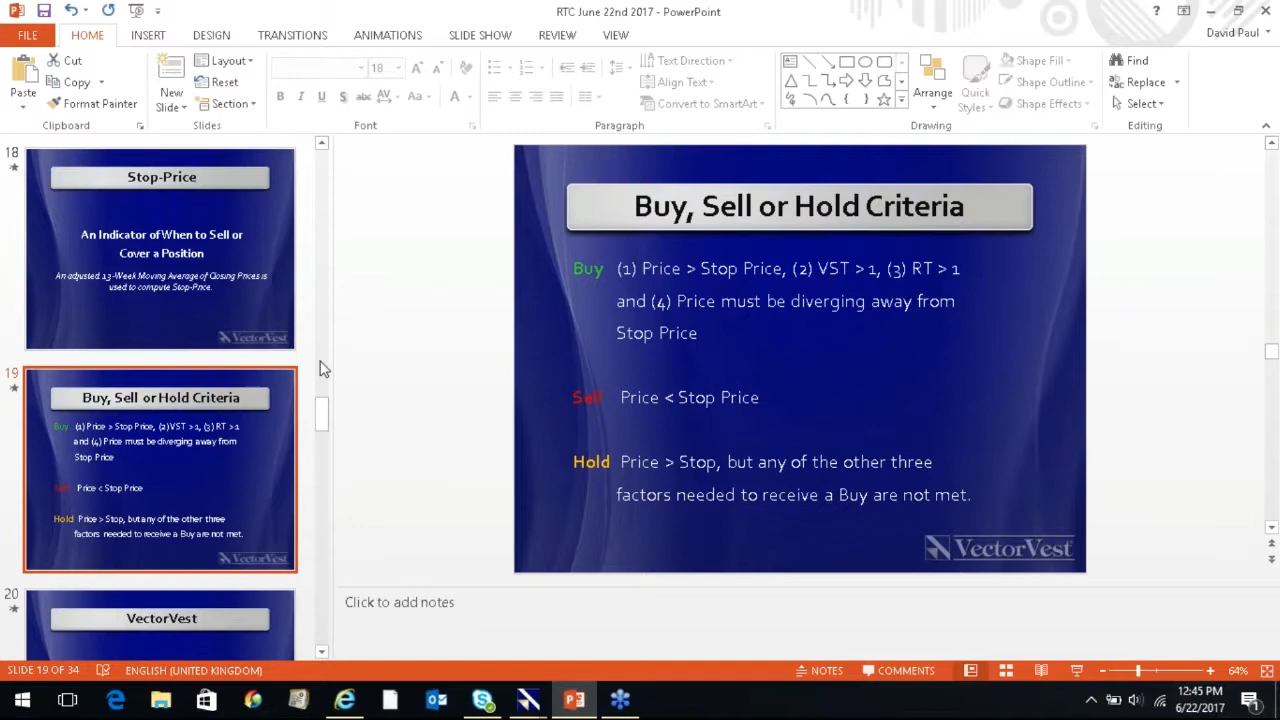 RTC June 22nd 2017 - PowerPoint
?
David Paul
FILE
HOME
INSERT
DESIGN
TRANSITIONS
ANIMATIONS
SLIDE SHOW
REVIEW
VIEW
Paste
Cut
Copy
Format Painter
Clipboard
New
Slide
Layout
Reset
Section
Slides
18
B I U S abc AV Aa A
Font
Text Direction
Align Text
Convert to SmartArt
Paragraph
Arrange
Quick
Styles
Shape Fill
Shape Outline
Shape Effects
Drawing
Find
Replace
Select
Editing
18
Stop-Price
An Indicator of When to Sell or
Cover a Position
An adjusted 13-Week Moving Average of Closing Prices is
used to compute Stop-Price.
VectorVest
19
Buy, Sell or Hold Criteria
Buy (1) Price > Stop Price, (2) VST > 1, (3) RT > 1
and (4) Price must be diverging away from
Stop Price
Sell Price < Stop Price
Hold Price > Stop, but any of the other three
factors needed to receive a Buy are not met.
VectorVest
20
VectorVest
Buy, Sell or Hold Criteria
Buy (1) Price > Stop Price, (2) VST > 1, (3) RT > 1
and (4) Price must be diverging away from
Stop Price
Sell Price < Stop Price
Hold Price > Stop, but any of the other three
factors needed to receive a Buy are not met.
VectorVest
Click to add notes
SLIDE 19 OF 34
ENGLISH (UNITED KINGDOM)
NOTES
COMMENTS
64%
12:45 PM
6/22/2017
1